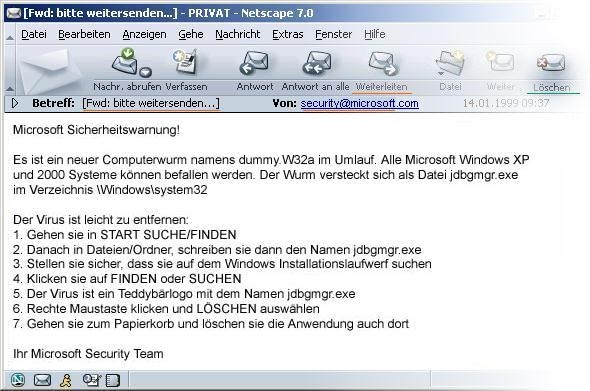 [Fwd: bitte weitersenden...] - PRIVAT - Netscape 7.0
Datei Bearbeiten Anzeigen Gehe Nachricht Extras Fenster Hilfe
Nachr. abrufen Verfassen Antwort Antwort an alle Weiterleiten Datei Weiter Löschen
Betreff: [Fwd: bitte weitersenden...] Von: security@microsoft.com 14.01.1999 09:37
Microsoft Sicherheitswarnung!
Es ist ein neuer Computerwurm namens dummy.W32a im Umlauf. Alle Microsoft Windows XP
und 2000 Systeme können befallen werden. Der Wurm versteckt sich als Datei jdbgmgr.exe
im Verzeichnis \Windows\system32
Der Virus ist leicht zu entfernen:
1. Gehen sie in START SUCHE/FINDEN
2. Danach in Dateien/Ordner, schreiben sie dann den Namen jdbgmgr.exe
3. Stellen sie sicher, dass sie auf dem Windows Installationslaufwerf suchen
4. Klicken sie auf FINDEN oder SUCHEN
5. Der Virus ist ein Teddybärlogo mit dem Namen jdbgmgr.exe
6. Rechte Maustaste klicken und LÖSCHEN auswählen
7. Gehen sie zum Papierkorb und löschen sie die Anwendung auch dort
Ihr Microsoft Security Team